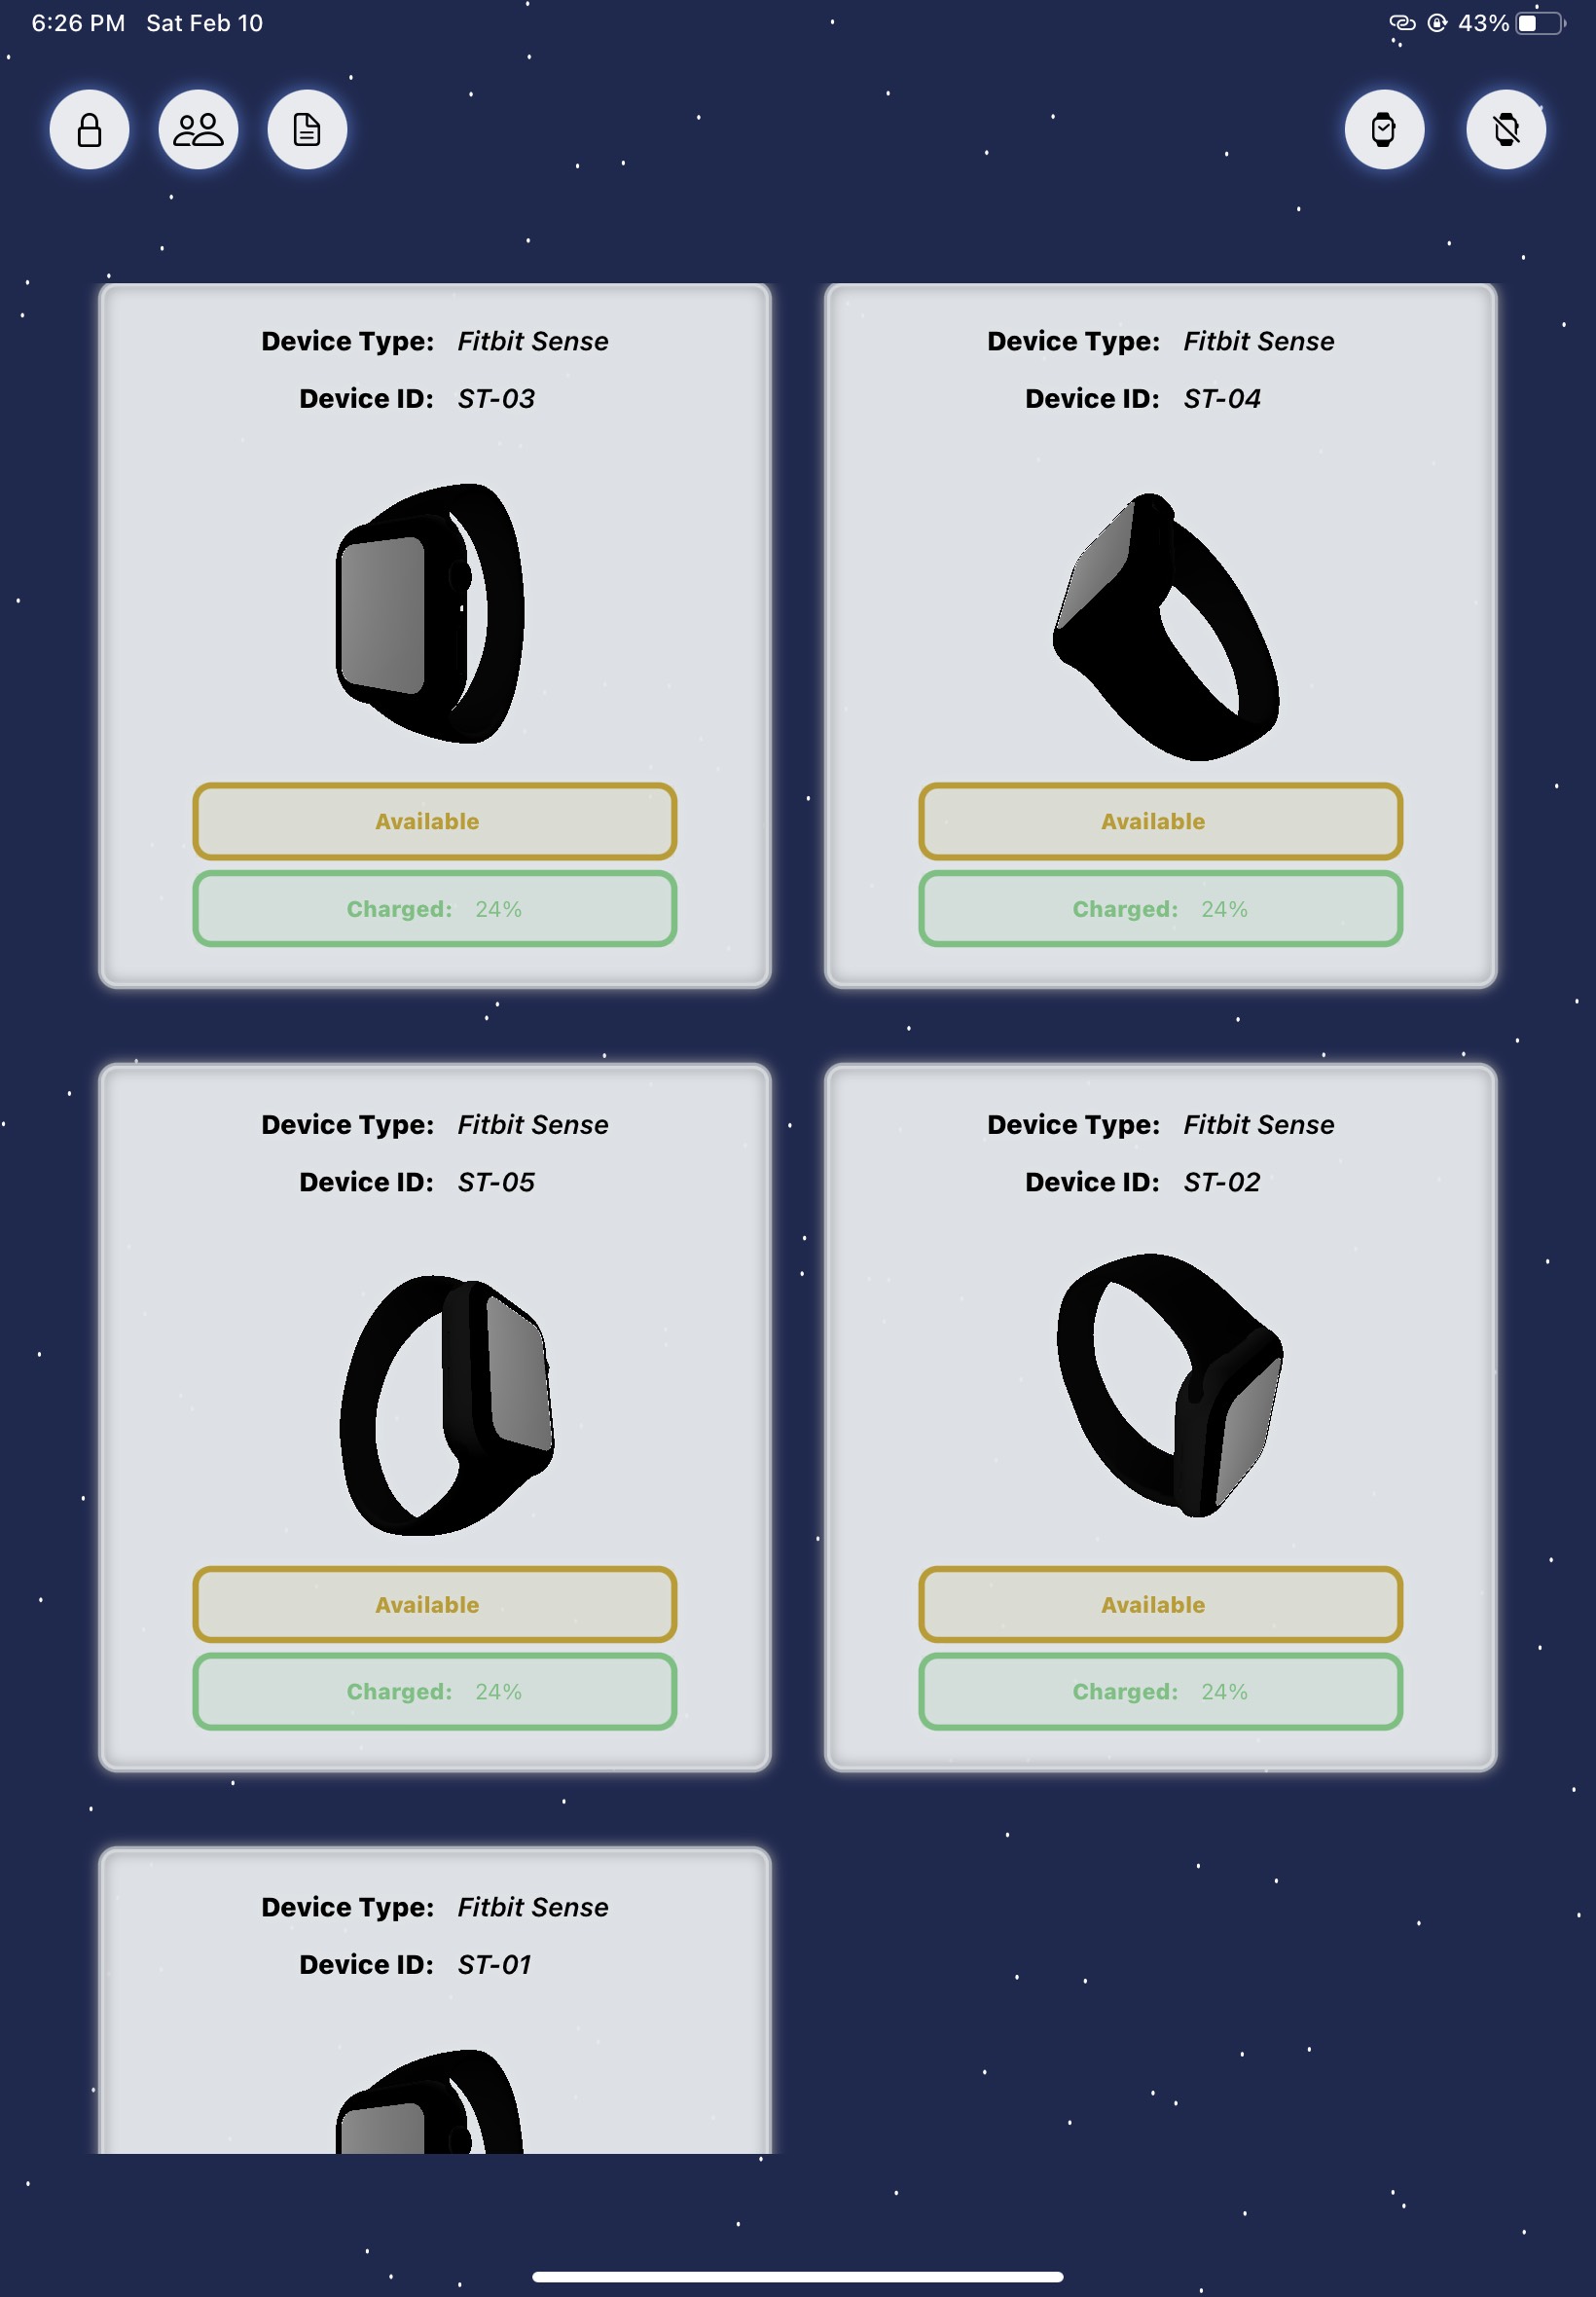 6:26 PM Sat Feb 10
43%
Device Type: Fitbit Sense
Device ID: ST-03
Available
Charged: 24%
Device Type: Fitbit Sense
Device ID: ST-04
Available
Charged: 24%
Device Type: Fitbit Sense
Device ID: ST-05
Available
Charged: 24%
Device Type: Fitbit Sense
Device ID: ST-02
Available
Charged: 24%
Device Type: Fitbit Sense
Device ID: ST-01